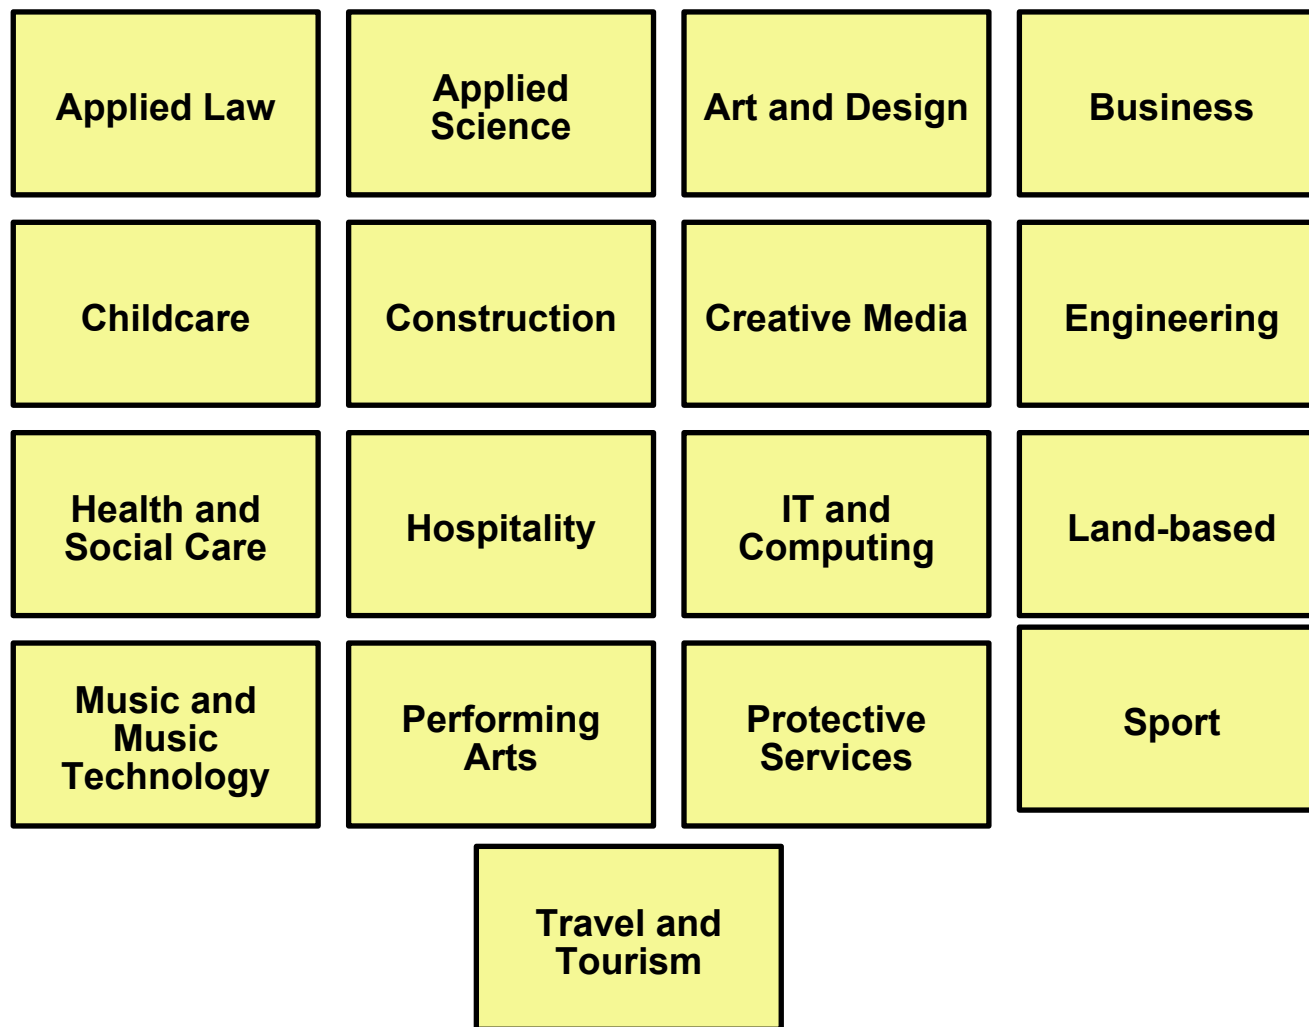 Applied Law
Applied
Science
Art and Design
Business
Childcare
Construction
Creative Media
Engineering
Health and
Social Care
Hospitality
IT and
Computing
Land-based
Music and
Music
Technology
Performing
Arts
Protective
Services
Sport
Travel and
Tourism